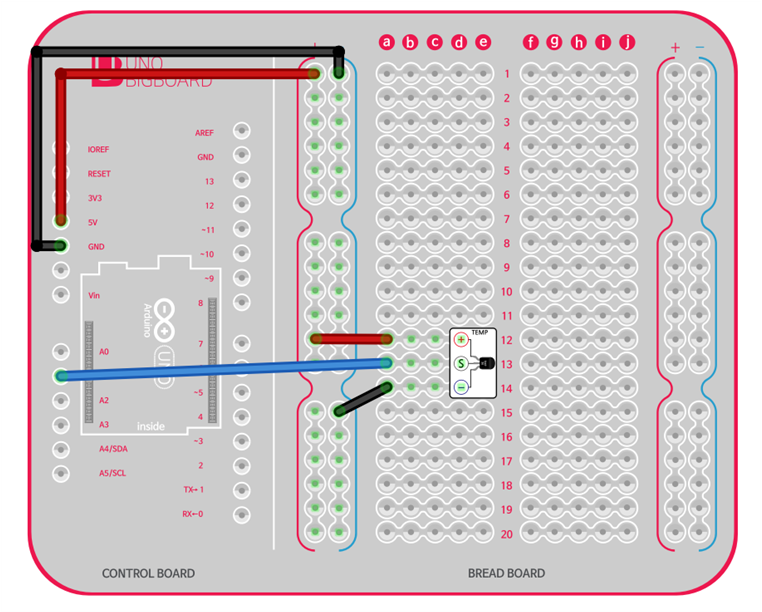 UNO
BIGBOARD
+
a b c d e f g h i j
+ −
1
2
3
4
5
6
7
8
9
10
11
12
13
14
15
16
17
18
19
20
IOREF
RESET
3V3
5V
GND
Vin
A0
A2
A3
A4/SDA
A5/SCL
AREF
GND
13
12
~11
~10
~9
8
7
~5
4
~3
2
TX→1
RX←0
Arduino
UNO
inside
TEMP
+
S
−
CONTROL BOARD
BREAD BOARD